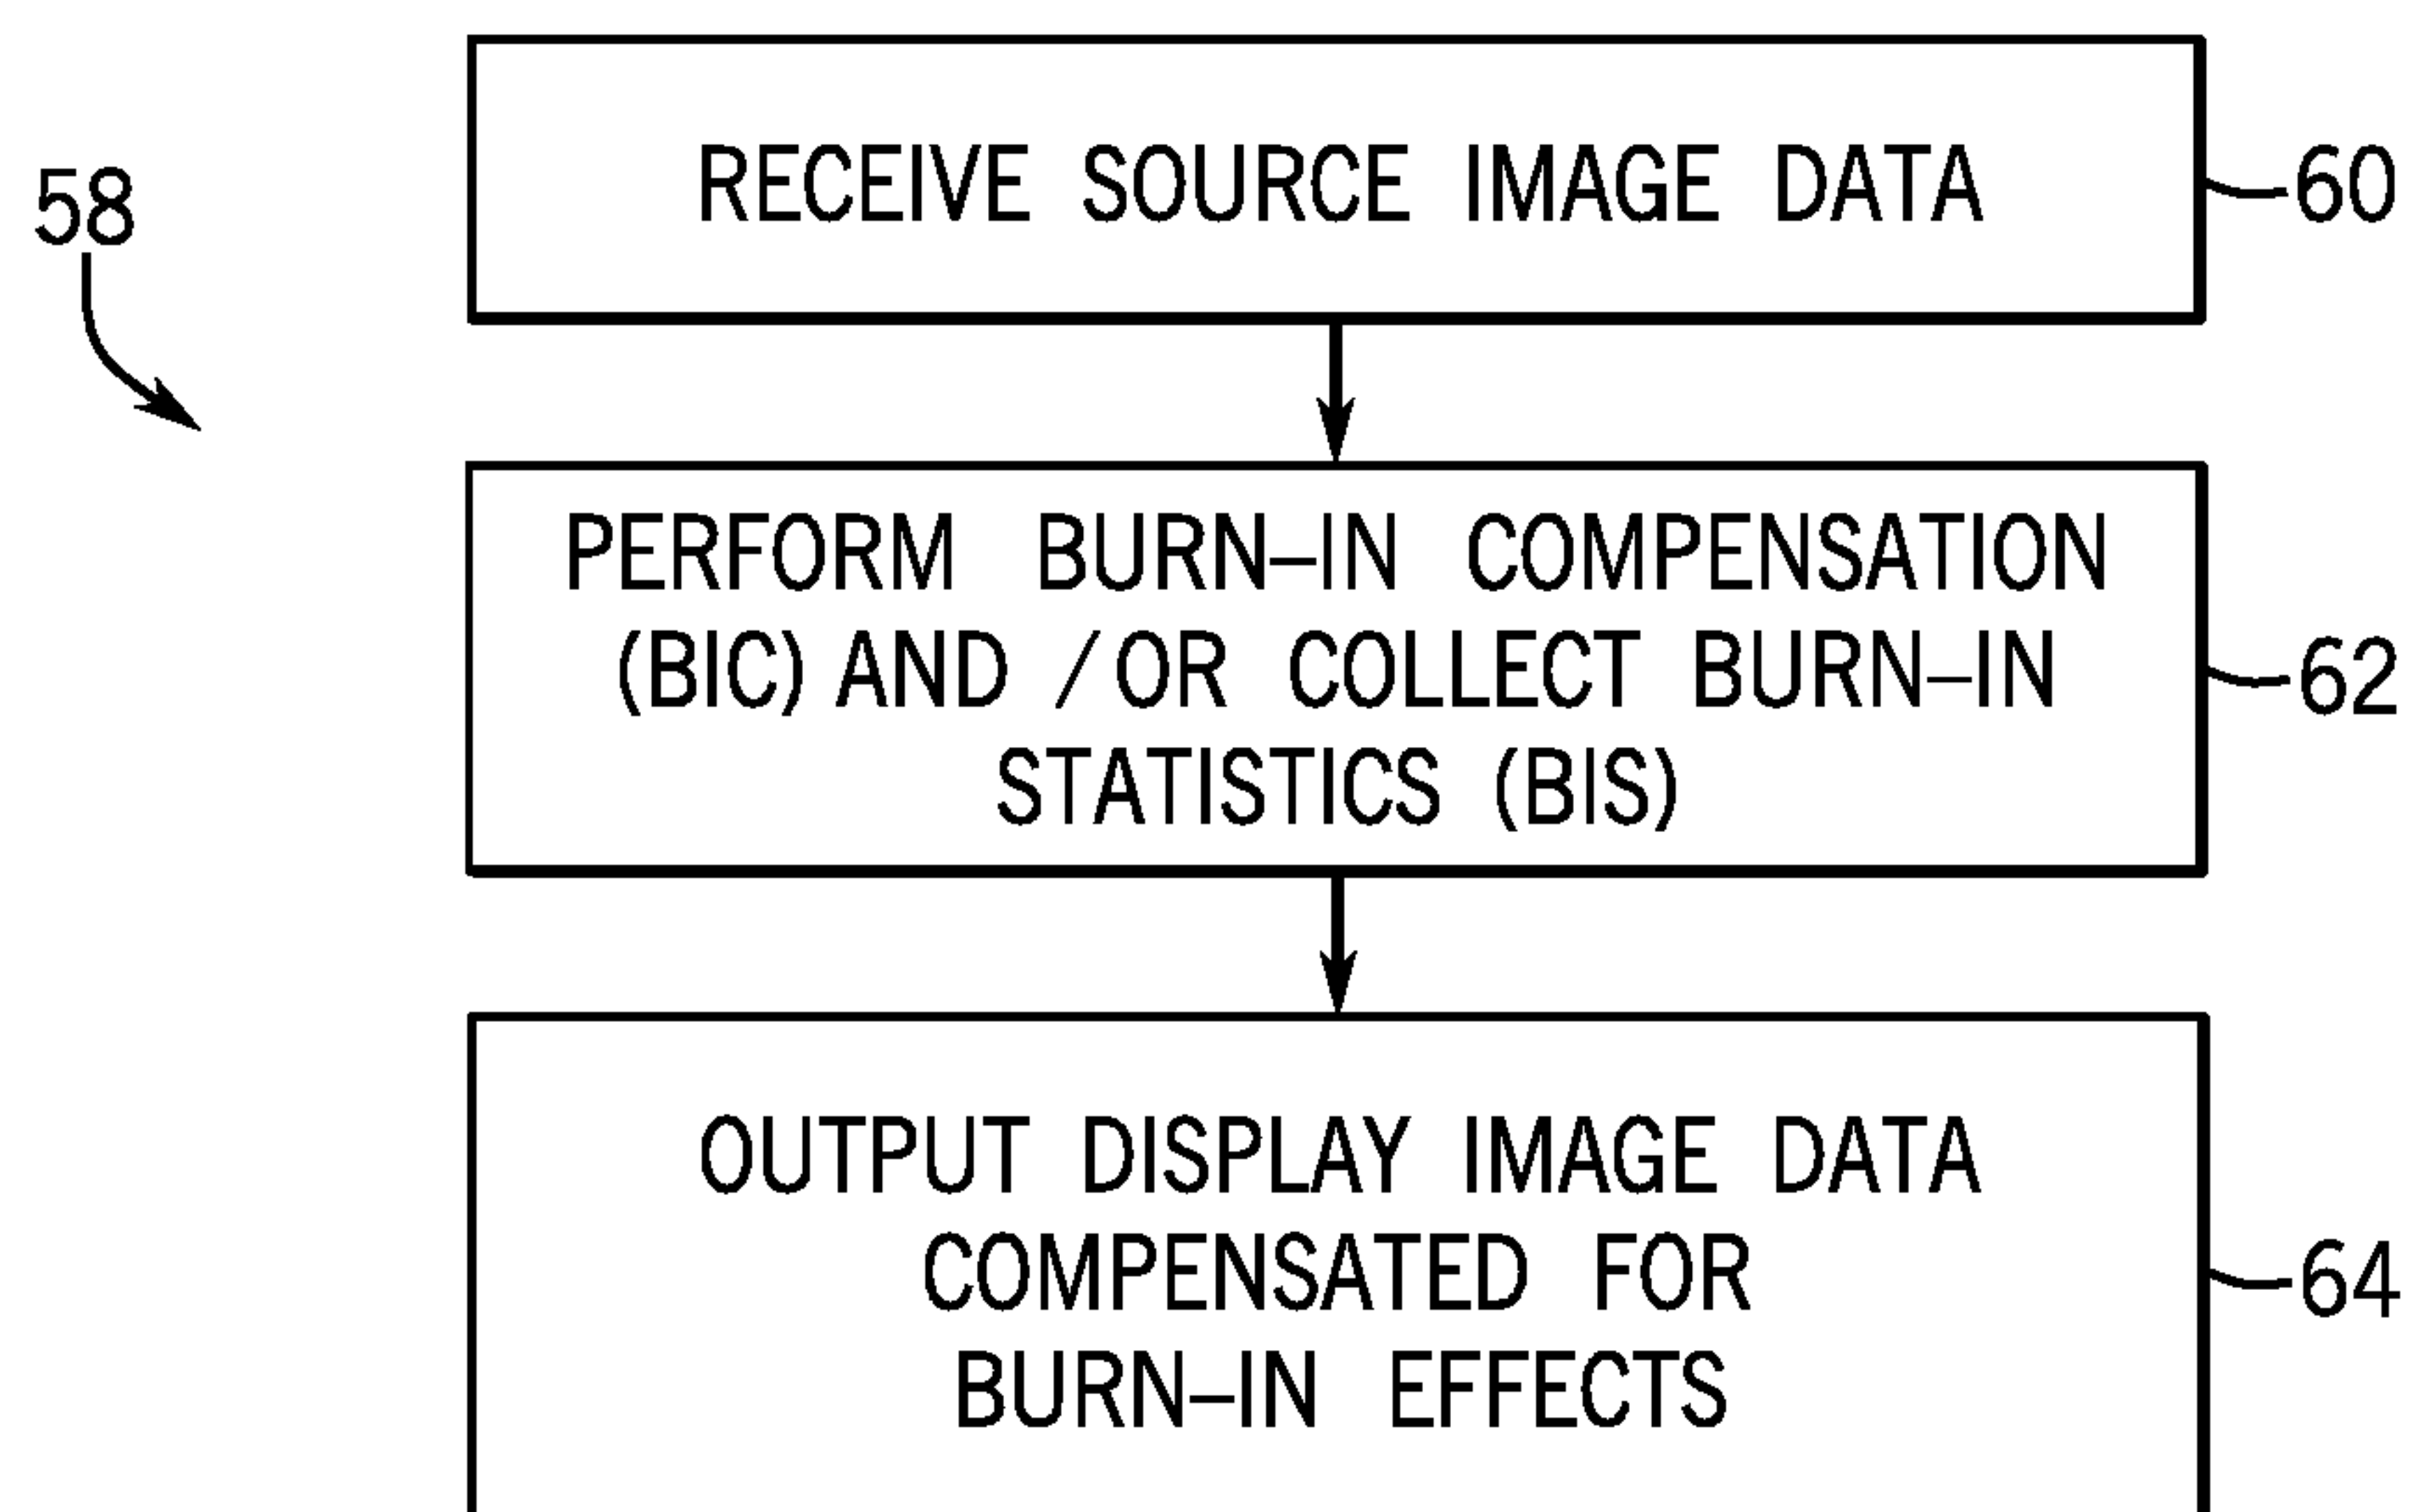 RECEIVE SOURCE IMAGE DATA
60
58
PERFORM BURN–IN COMPENSATION
(BIC) AND /OR COLLECT BURN–IN
STATISTICS (BIS)
62
OUTPUT DISPLAY IMAGE DATA
COMPENSATED FOR
BURN–IN EFFECTS
64